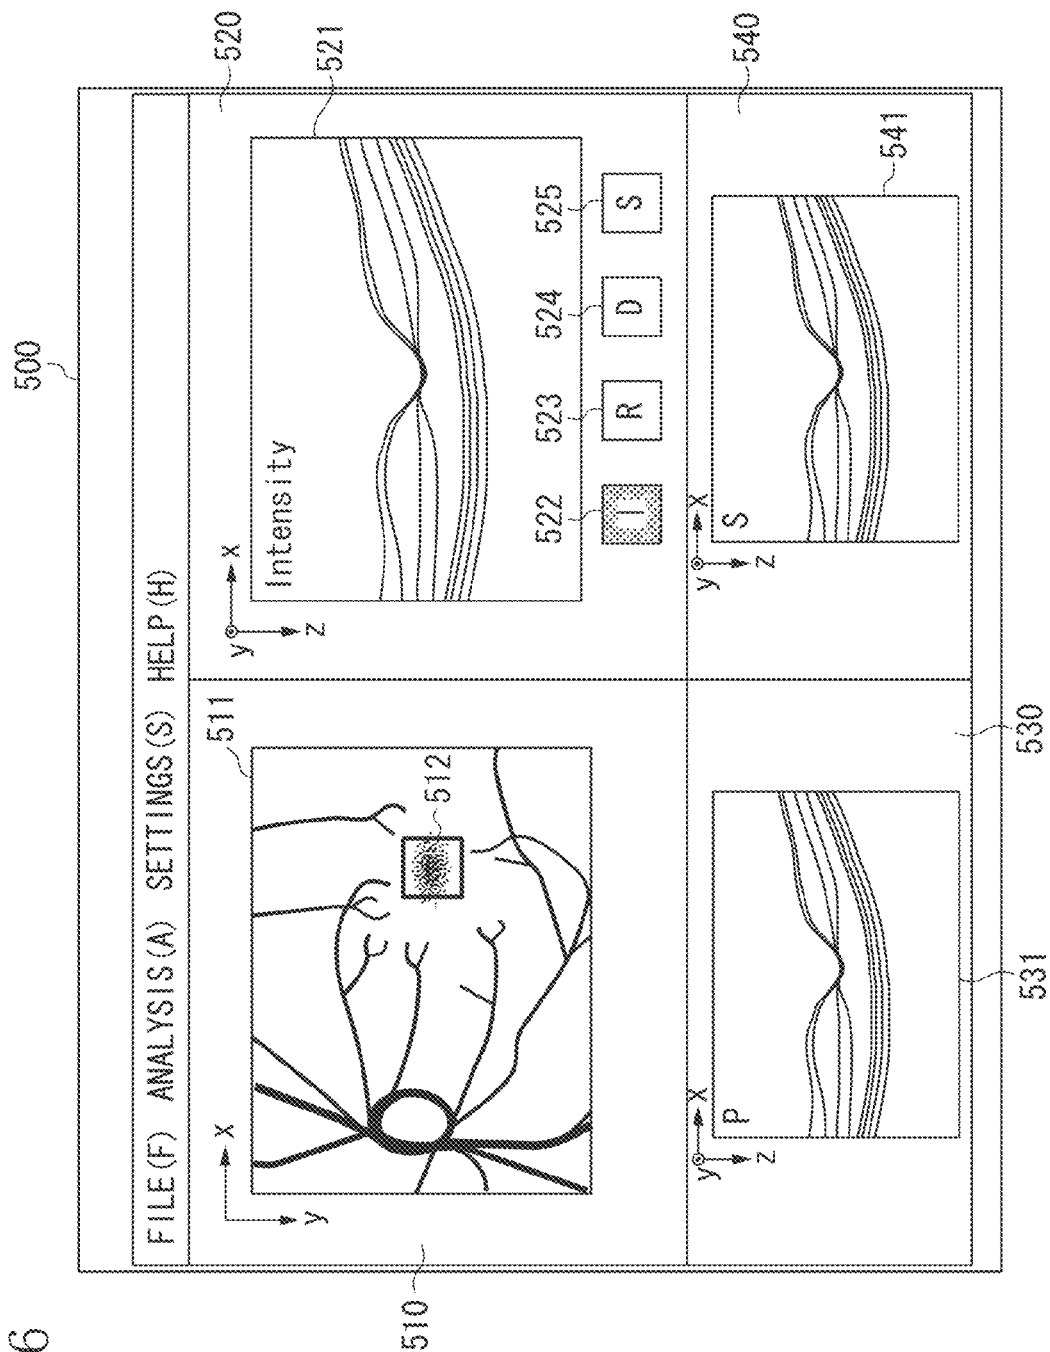 6
500
FILE(F) ANALYSIS(A) SETTINGS(S) HELP(H)
510
511
512
x
y
520
521
Intensity
y
x
z
522
523
524
525
I
R
D
S
530
531
P
y
x
z
540
541
S
y
x
z